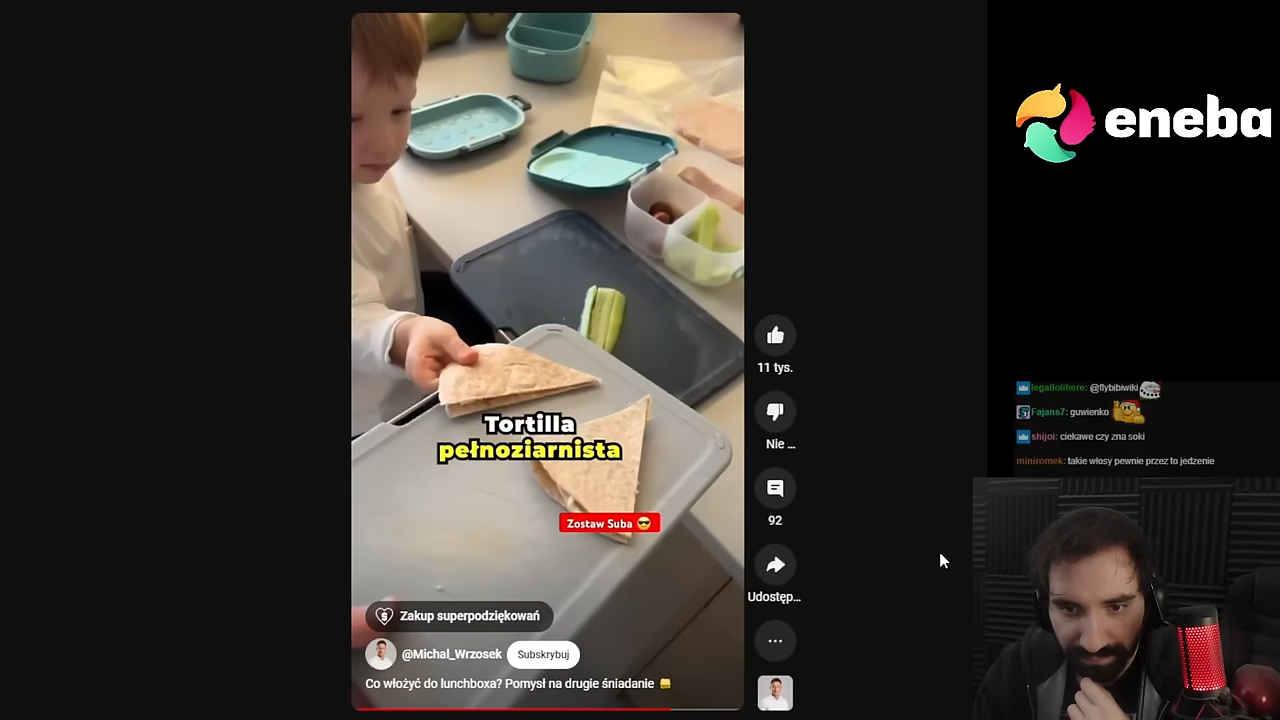 Tortilla
pełnoziarnista
Zostaw Suba 😎
Zakup superpodziękowań
@Michal_Wrzosek
Subskrybuj
Co włożyć do lunchboxa? Pomysł na drugie śniadanie
11 tys.
Nie ...
92
Udostęp...
eneba
legallolihere: @flybibiwiki
Fajans7: guwienko
shijoi: ciekawe czy zna soki
miniromek: takie włosy pewnie przez to jedzenie